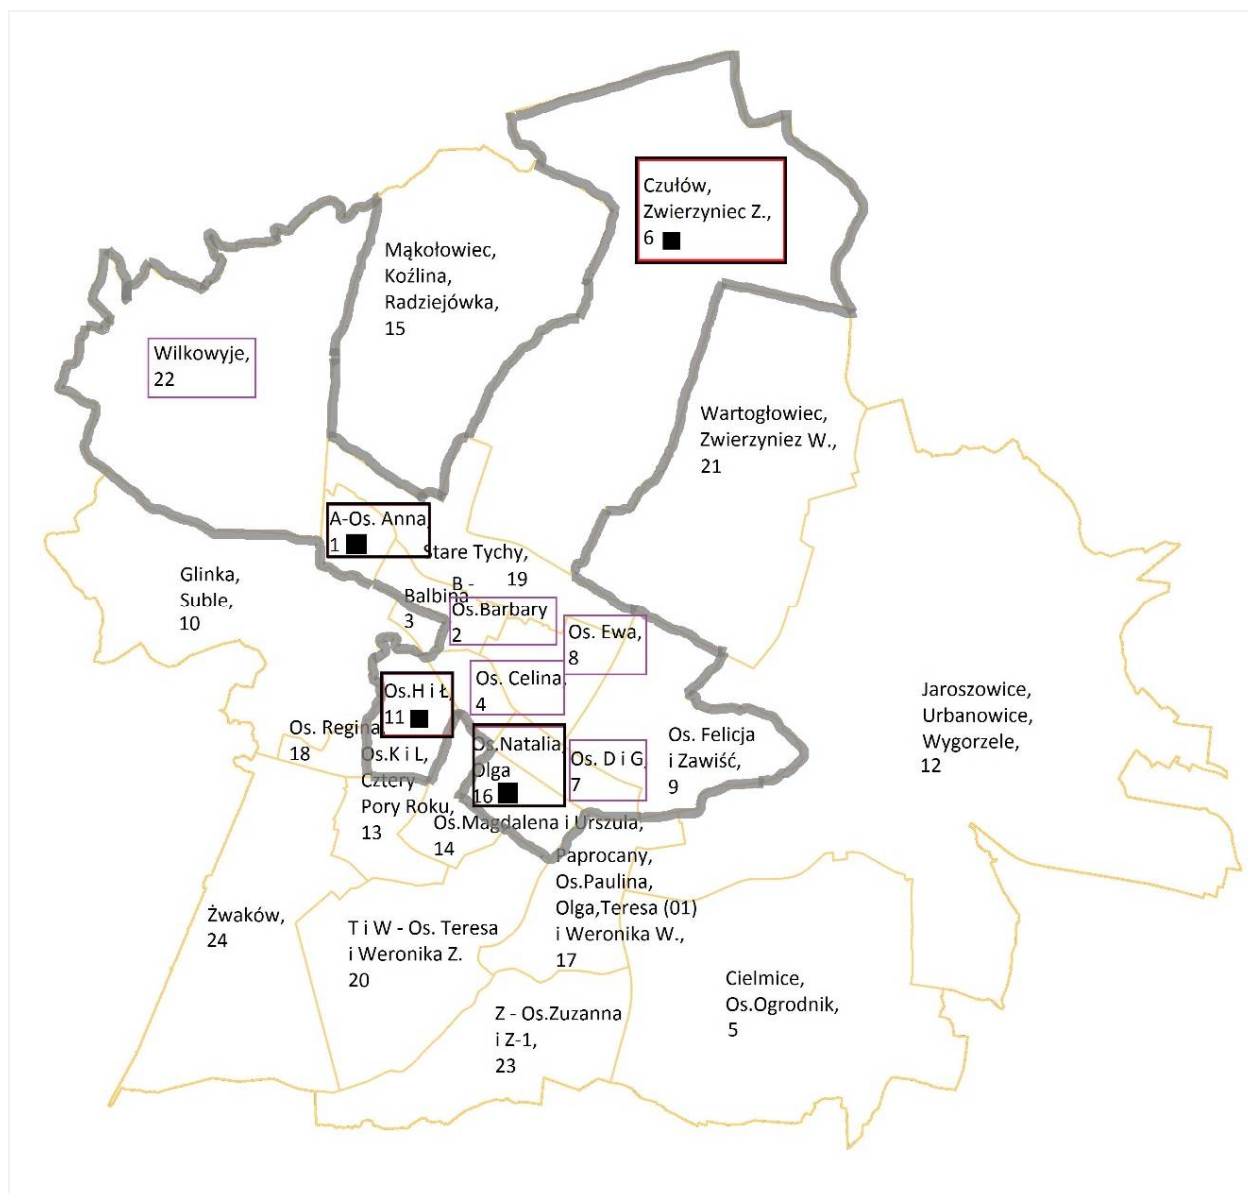 Czułów,
Zwierzyniec Z.,
6
Mąkołowiec,
Koźlina,
Radziejówka,
15
Wilkowyje,
22
Wartogłowiec,
Zwierzyniez W.,
21
A-Os. Anna,
1
Stare Tychy,
19
Glinka,
Suble,
10
Balbina
3
B -
Os.Barbary
2
Os. Ewa,
8
Os. Celina,
4
Os.H i Ł,
11
Os. Regina,
18
Os.K i L,
Cztery
Pory Roku,
13
Os.Natalia,
Olga
16
Os. D i G,
7
Os. Felicja
i Zawiść,
9
Jaroszowice,
Urbanowice,
Wygorzele,
12
Os.Magdalena i Urszula,
14
Paprocany,
Os.Paulina,
Olga,Teresa (01)
i Weronika W.,
17
Żwaków,
24
T i W - Os. Teresa
i Weronika Z.
20
Cielmice,
Os.Ogrodnik,
5
Z - Os.Zuzanna
i Z-1,
23